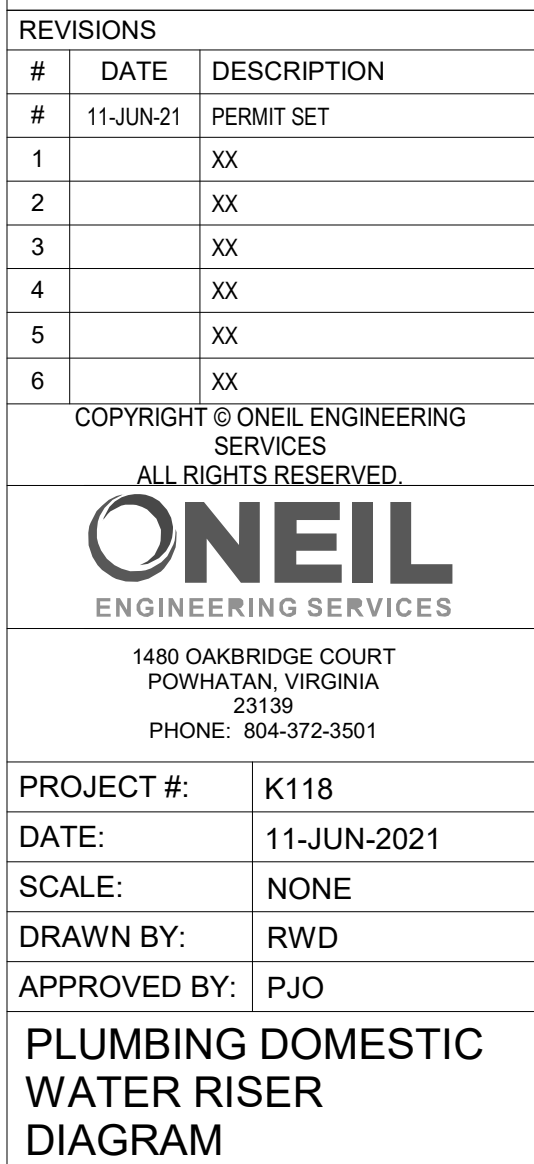 REVISIONS
# DATE DESCRIPTION
# 11-JUN-21 PERMIT SET
1 XX
2 XX
3 XX
4 XX
5 XX
6 XX
COPYRIGHT © ONEIL ENGINEERING
SERVICES
ALL RIGHTS RESERVED.
ONEIL
ENGINEERING SERVICES
1480 OAKBRIDGE COURT
POWHATAN, VIRGINIA
23139
PHONE: 804-372-3501
PROJECT #: K118
DATE: 11-JUN-2021
SCALE: NONE
DRAWN BY: RWD
APPROVED BY: PJO
PLUMBING DOMESTIC
WATER RISER
DIAGRAM